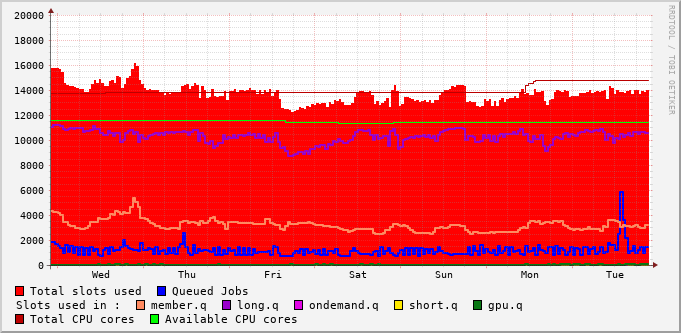 20000
18000
16000
14000
12000
10000
8000
6000
4000
2000
0
Wed Thu Fri Sat Sun Mon Tue
Total slots used Queued Jobs
Slots used in : member.q long.q ondemand.q short.q gpu.q
Total CPU cores Available CPU cores
RRDTOOL / TOBI OETIKER